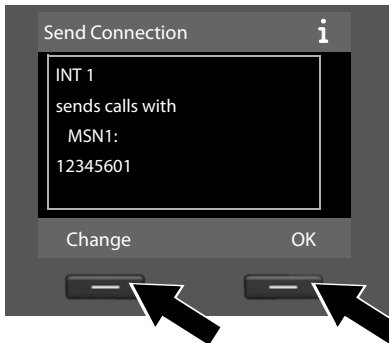 Send Connection i
INT 1
sends calls with
MSN1:
12345601
Change OK